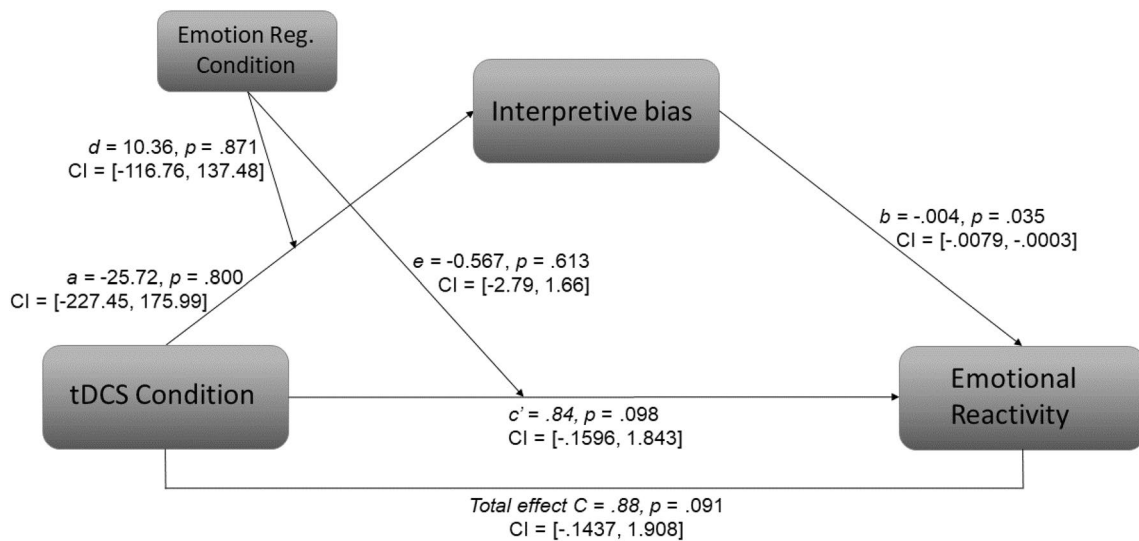 Emotion Reg.
Condition
Interpretive bias
d = 10.36, p = .871
CI = [-116.76, 137.48]
b = -.004, p = .035
CI = [-.0079, -.0003]
a = -25.72, p = .800
CI = [-227.45, 175.99]
e = -0.567, p = .613
CI = [-2.79, 1.66]
tDCS Condition
Emotional
Reactivity
c' = .84, p = .098
CI = [-.1596, 1.843]
Total effect C = .88, p = .091
CI = [-.1437, 1.908]